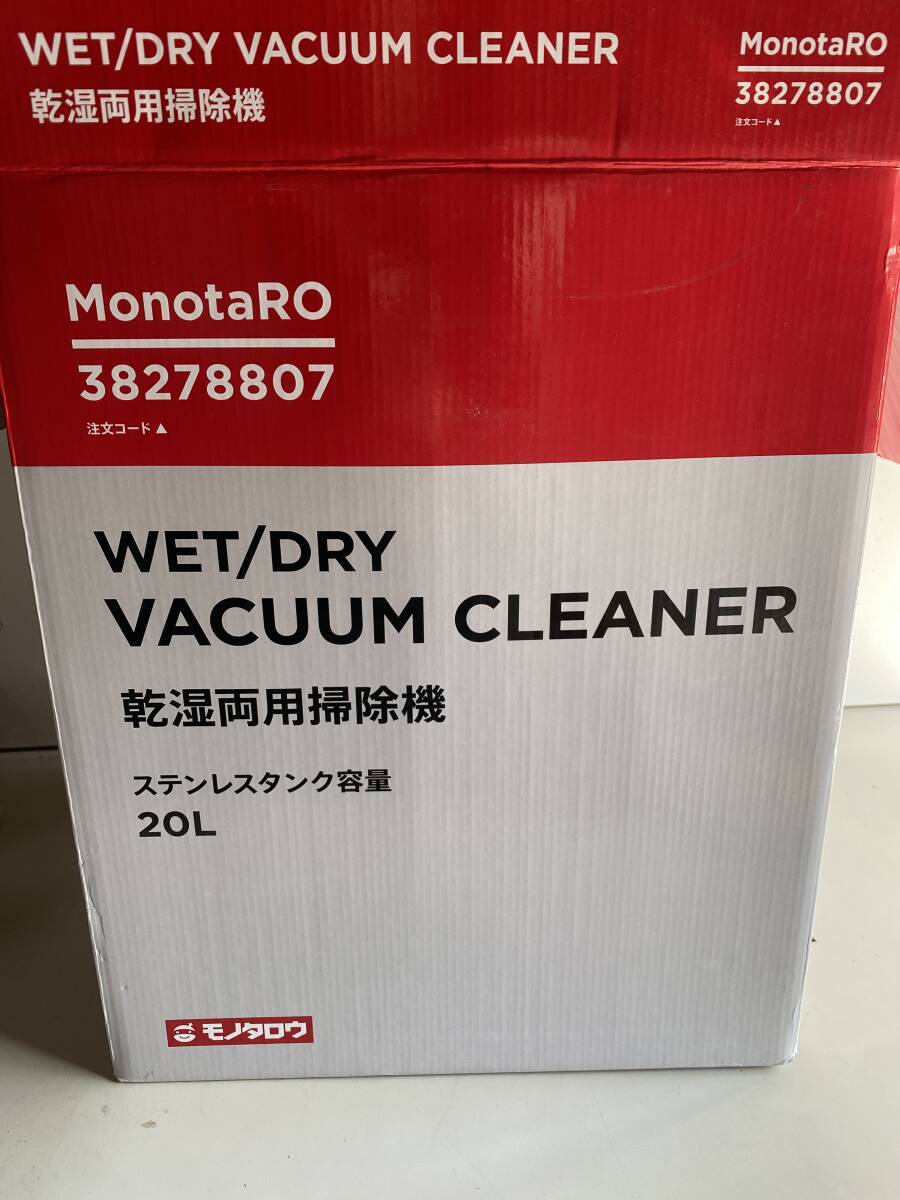 WET/DRY VACUUM CLEANER
乾湿両用掃除機
MonotaRO
38278807
注文コード▲
MonotaRO
38278807
注文コード▲
WET/DRY
VACUUM CLEANER
乾湿両用掃除機
ステンレスタンク容量
20L
モノタロウ